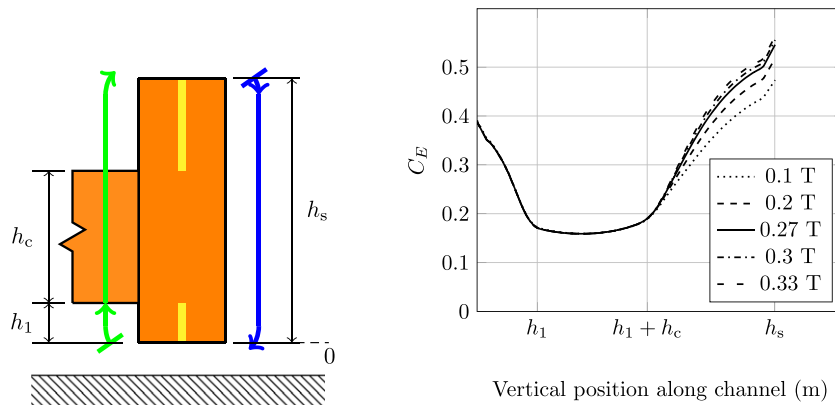 h_c
h_1
h_s
0
C_E
0.5
0.4
0.3
0.2
0.1
0
0.1 T
0.2 T
0.27 T
0.3 T
0.33 T
h_1
h_1 + h_c
h_s
Vertical position along channel (m)